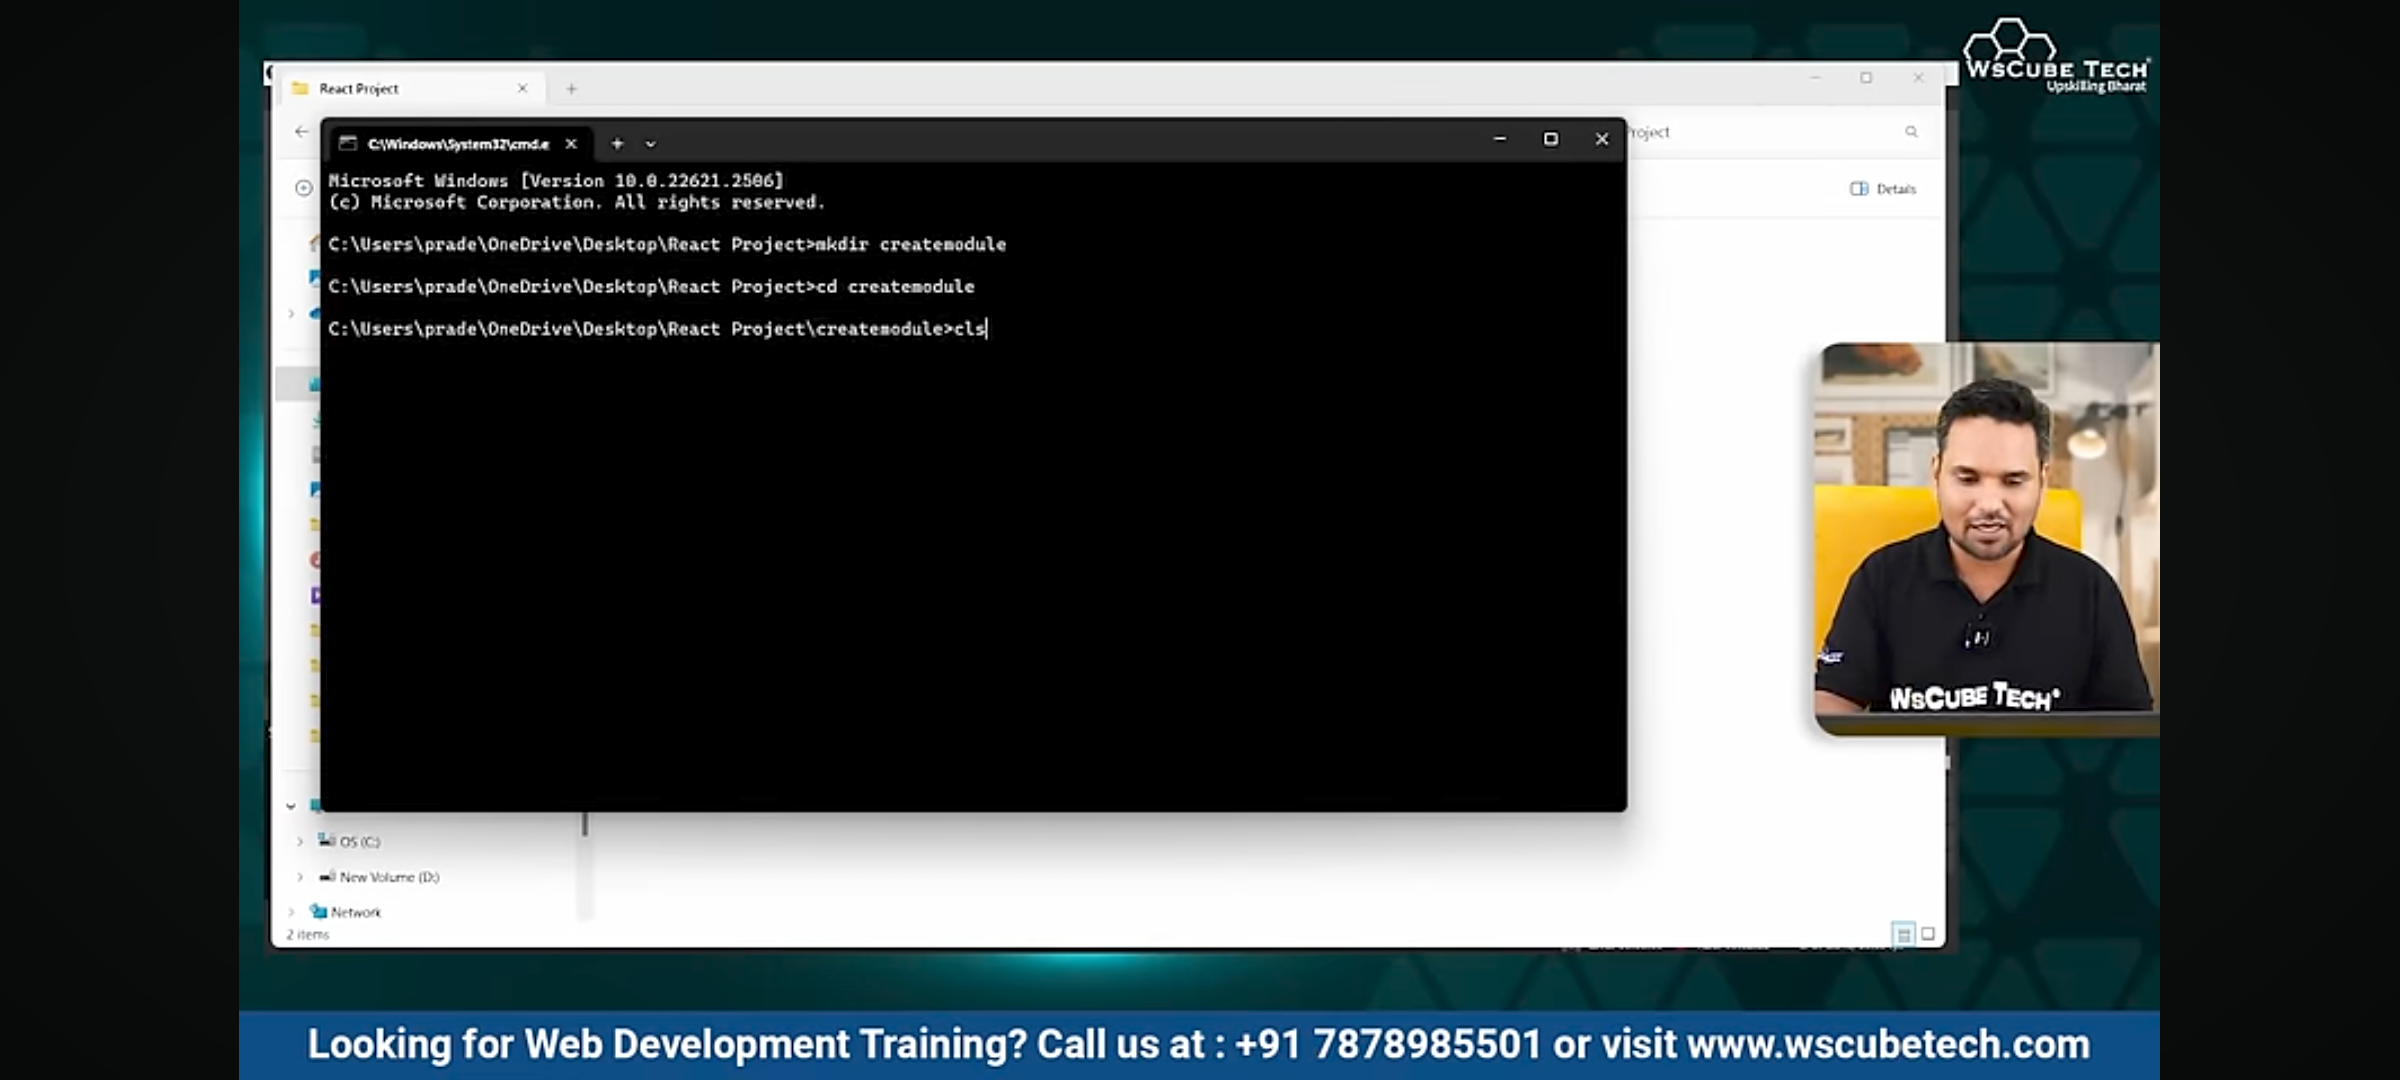 WsCube Tech
Upskilling Bharat
React Project
roject
C:\Windows\System32\cmd.e
Details
Microsoft Windows [Version 10.0.22621.2506]
(c) Microsoft Corporation. All rights reserved.
C:\Users\prade\OneDrive\Desktop\React Project>mkdir createmodule
C:\Users\prade\OneDrive\Desktop\React Project>cd createmodule
C:\Users\prade\OneDrive\Desktop\React Project\createmodule>cls
WsCube Tech
OS (C:)
New Volume (D:)
Network
2 items
Looking for Web Development Training? Call us at : +91 7878985501 or visit www.wscubetech.com